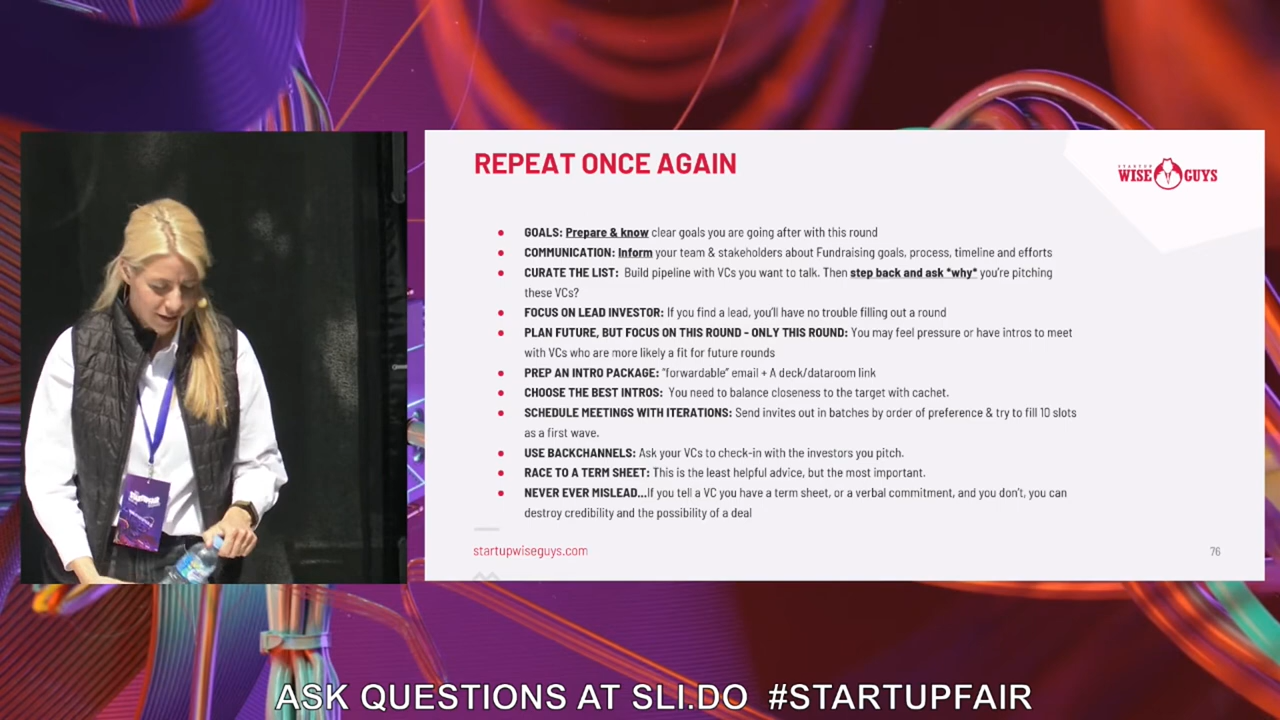 REPEAT ONCE AGAIN
STARTUP
WISE GUYS
GOALS: Prepare & know clear goals you are going after with this round
COMMUNICATION: Inform your team & stakeholders about Fundraising goals, process, timeline and efforts
CURATE THE LIST: Build pipeline with VCs you want to talk. Then step back and ask *why* you're pitching
these VCs?
FOCUS ON LEAD INVESTOR: If you find a lead, you'll have no trouble filling out a round
PLAN FUTURE, BUT FOCUS ON THIS ROUND - ONLY THIS ROUND: You may feel pressure or have intros to meet
with VCs who are more likely a fit for future rounds
PREP AN INTRO PACKAGE: "forwardable" email + A deck/dataroom link
CHOOSE THE BEST INTROS: You need to balance closeness to the target with cachet.
SCHEDULE MEETINGS WITH ITERATIONS: Send invites out in batches by order of preference & try to fill 10 slots
as a first wave.
USE BACKCHANNELS: Ask your VCs to check-in with the investors you pitch.
RACE TO A TERM SHEET: This is the least helpful advice, but the most important.
NEVER EVER MISLEAD...If you tell a VC you have a term sheet, or a verbal commitment, and you don't, you can
destroy credibility and the possibility of a deal
startupwiseguys.com
76
ASK QUESTIONS AT SLI.DO #STARTUPFAIR